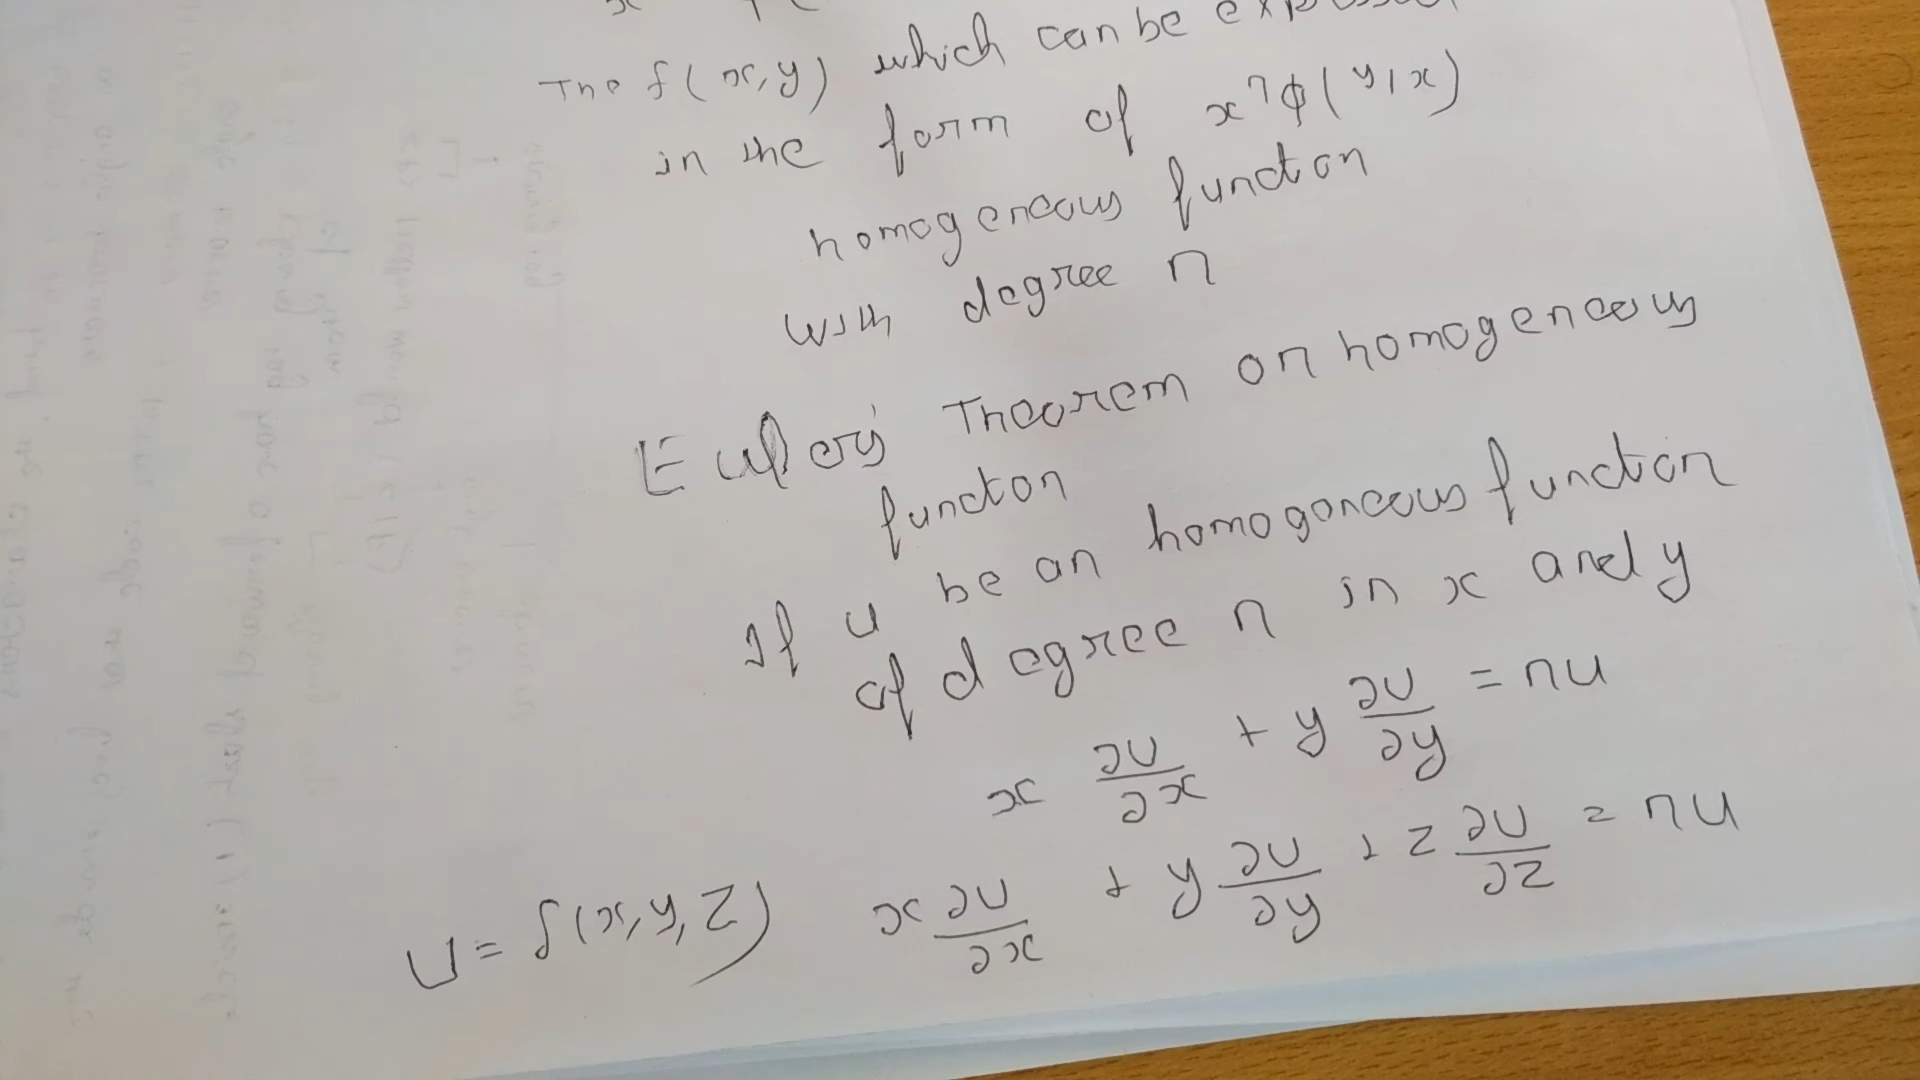 The f(x,y) which can be
in the form of xⁿϕ(y/x)
homogeneous function
with degree n
Euler's Theorem on homogeneous
function
If u be an homogoneous function
of degree n in x and y
x ∂u/∂x + y ∂u/∂y = nu
u = f(x,y,z) x ∂u/∂x + y ∂u/∂y + z ∂u/∂z = nu